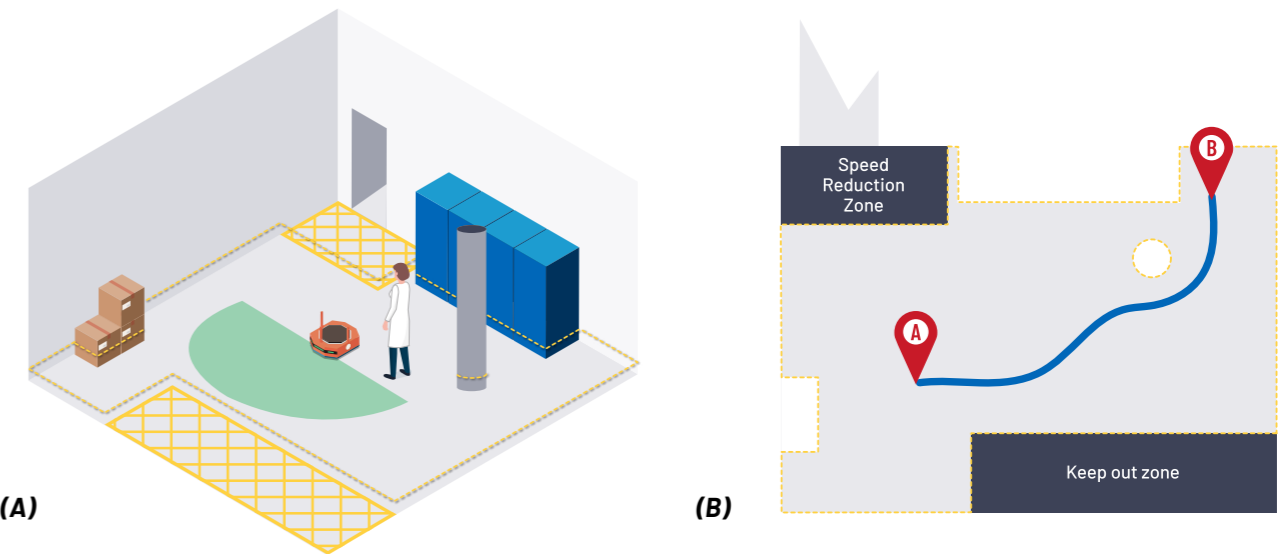 Speed
Reduction
Zone
B
A
Keep out zone
(A)
(B)